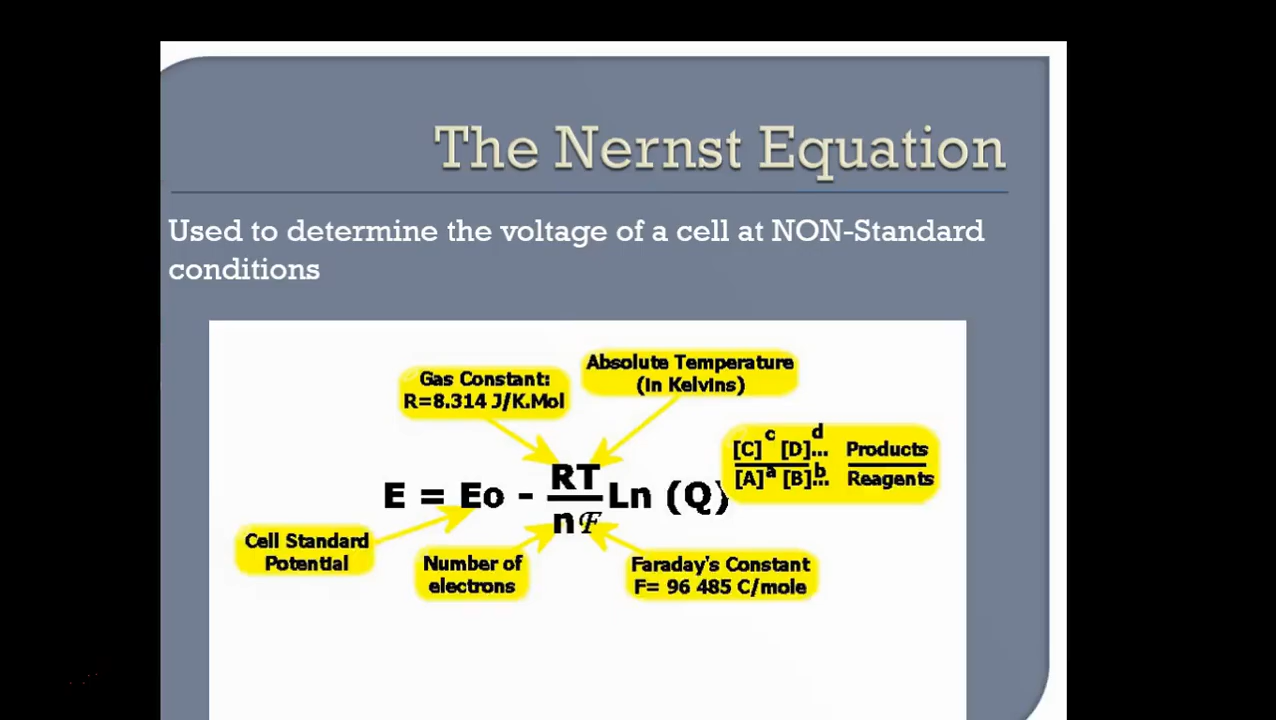 The Nernst Equation
Used to determine the voltage of a cell at NON-Standard
conditions
Gas Constant:
R=8.314 J/K.Mol
Absolute Temperature
(in Kelvins)
[C]^c [D]^d... Products
[A]^a [B]^b... Reagents
E = Eo - RT/nℱ Ln (Q)
Cell Standard
Potential
Number of
electrons
Faraday's Constant
F= 96 485 C/mole